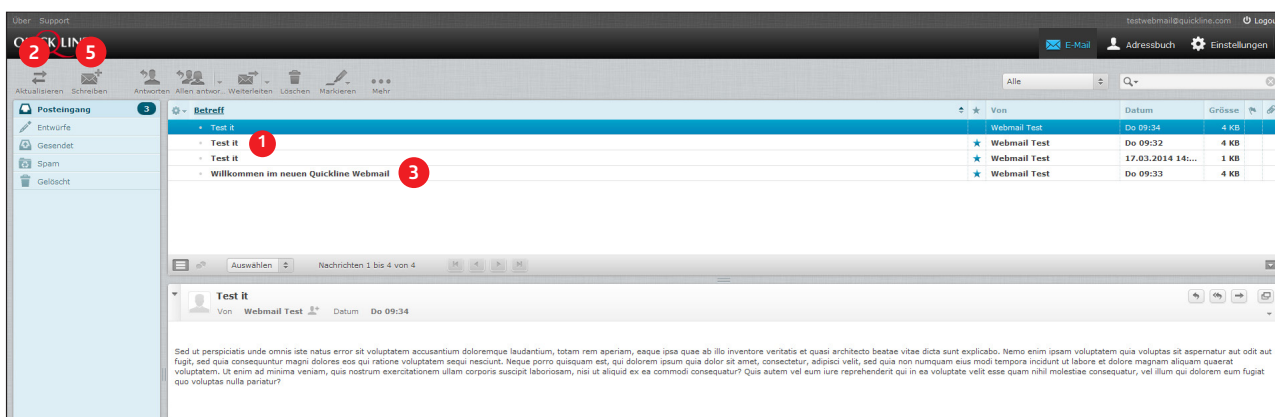 Über Support testwebmail@quickline.com Logou
2 5
E-Mail Adressbuch Einstellungen
Aktualisieren Schreiben Antworten Allen antwor... Weiterleiten Löschen Markieren Mehr
Alle
Posteingang 3
Entwürfe
Gesendet
Spam
Gelöscht
Betreff Von Datum Grösse
Test it Webmail Test Do 09:34 4 KB
Test it 1 Webmail Test Do 09:32 4 KB
Test it Webmail Test 17.03.2014 14:... 1 KB
Willkommen im neuen Quickline Webmail 3 Webmail Test Do 09:33 4 KB
Auswählen Nachrichten 1 bis 4 von 4
Test it
Von Webmail Test Datum Do 09:34
Sed ut perspiciatis unde omnis iste natus error sit voluptatem accusantium doloremque laudantium, totam rem aperiam, eaque ipsa quae ab illo inventore veritatis et quasi architecto beatae vitae dicta sunt explicabo. Nemo enim ipsam voluptatem quia voluptas sit aspernatur aut odit aut
fugit, sed quia consequuntur magni dolores eos qui ratione voluptatem sequi nesciunt. Neque porro quisquam est, qui dolorem ipsum quia dolor sit amet, consectetur, adipisci velit, sed quia non numquam eius modi tempora incidunt ut labore et dolore magnam aliquam quaerat
voluptatem. Ut enim ad minima veniam, quis nostrum exercitationem ullam corporis suscipit laboriosam, nisi ut aliquid ex ea commodi consequatur? Quis autem vel eum iure reprehenderit qui in ea voluptate velit esse quam nihil molestiae consequatur, vel illum qui dolorem eum fugiat
quo voluptas nulla pariatur?